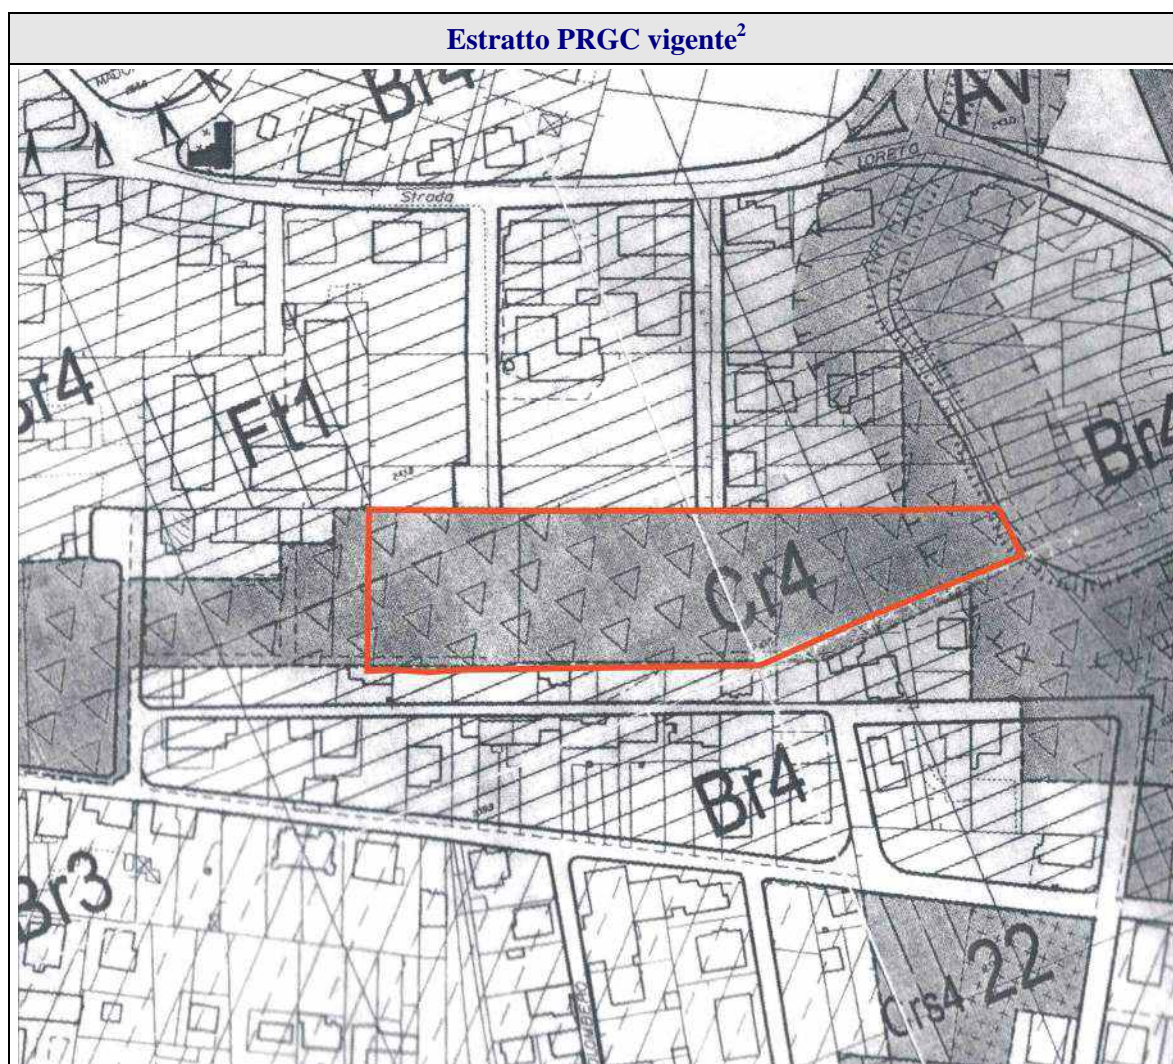 Estratto PRGC vigente²
Br4
AV
LORETO
Strada
Br4
Ft1
Br4
Cr4
Br4
Br3
22
Crs4